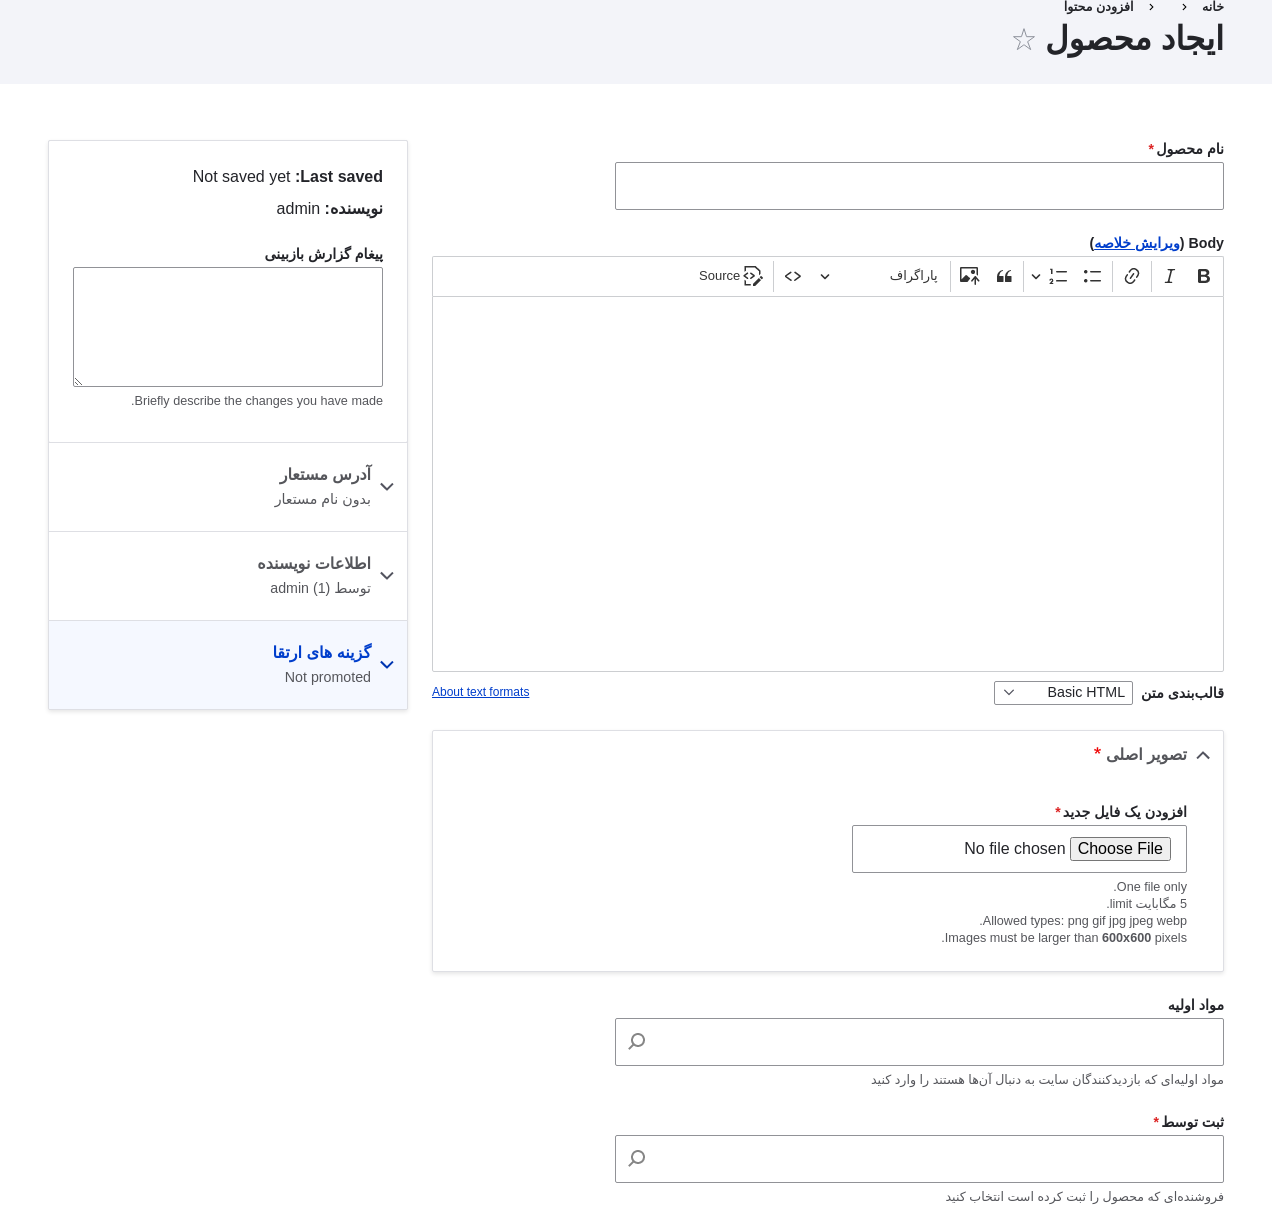 خانه › › افزودن محتوا
ایجاد محصول ☆
نام محصول *
Body (ویرایش خلاصه)
B I پاراگراف Source
قالب‌بندی متن Basic HTML
About text formats
تصویر اصلی *
افزودن یک فایل جدید *
Choose File No file chosen
One file only.
5 مگابایت limit.
Allowed types: png gif jpg jpeg webp.
Images must be larger than 600x600 pixels.
مواد اولیه
مواد اولیه‌ای که بازدیدکنندگان سایت به دنبال آن‌ها هستند را وارد کنید
ثبت توسط *
فروشنده‌ای که محصول را ثبت کرده است انتخاب کنید
Last saved: Not saved yet
نویسنده: admin
پیغام گزارش بازبینی
Briefly describe the changes you have made.
آدرس مستعار
بدون نام مستعار
اطلاعات نویسنده
توسط admin (1)
گزینه های ارتقا
Not promoted